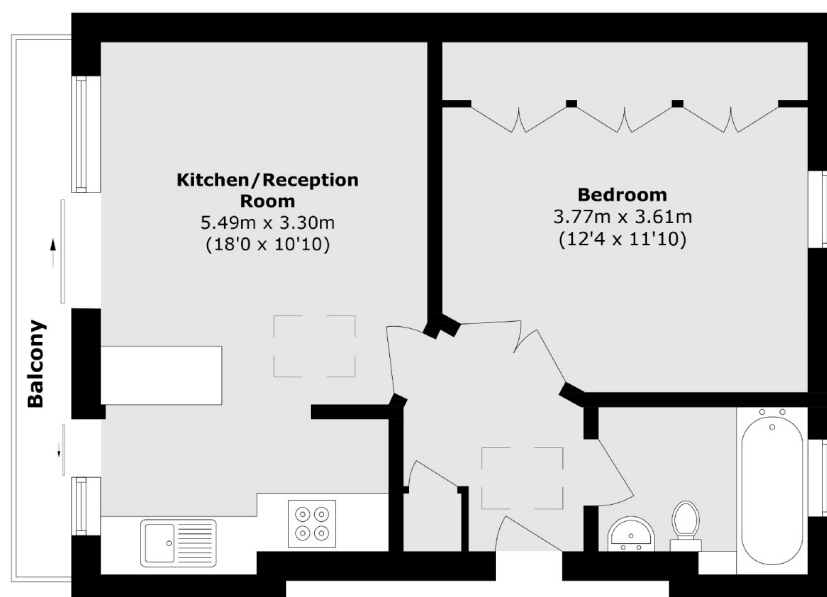 Kitchen/Reception
Room
5.49m x 3.30m
(18'0 x 10'10)
Bedroom
3.77m x 3.61m
(12'4 x 11'10)
Balcony